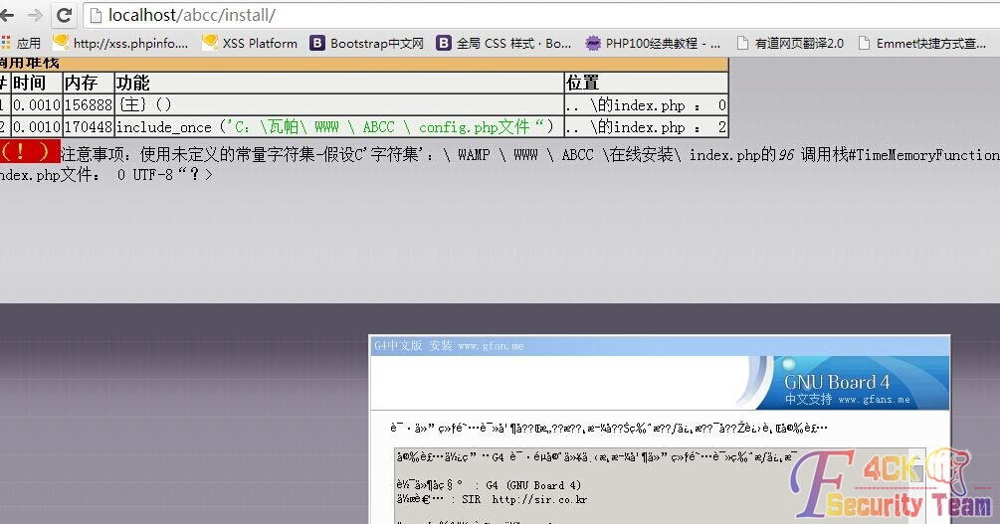 localhost/abcc/install/
应用 http://xss.phpinfo.... XSS Platform Bootstrap中文网 全局 CSS 样式 · Bo... PHP100经典教程 - ... 有道网页翻译2.0 Emmet快捷方式查...
调用堆栈
# 时间 内存 功能 位置
1 0.0010 156888 {主} () .. \的index.php : 0
2 0.0010 170448 include_once ('C: \瓦帕\ WWW \ ABCC \ config.php文件“) .. \的index.php : 2
( ! ) 注意事项: 使用未定义的常量字符集-假设C'字符集': \ WAMP \ WWW \ ABCC \在线安装\ index.php的96 调用栈#TimeMemoryFunction
ndex.php文件: 0 UTF-8“? >
G4中文版 安装 www.gfan.me
GNU Board 4
中文支持 www.gfans.me
: G4 (GNU Board 4)
: SIR http://sir.co.kr
F4CK
Security Team